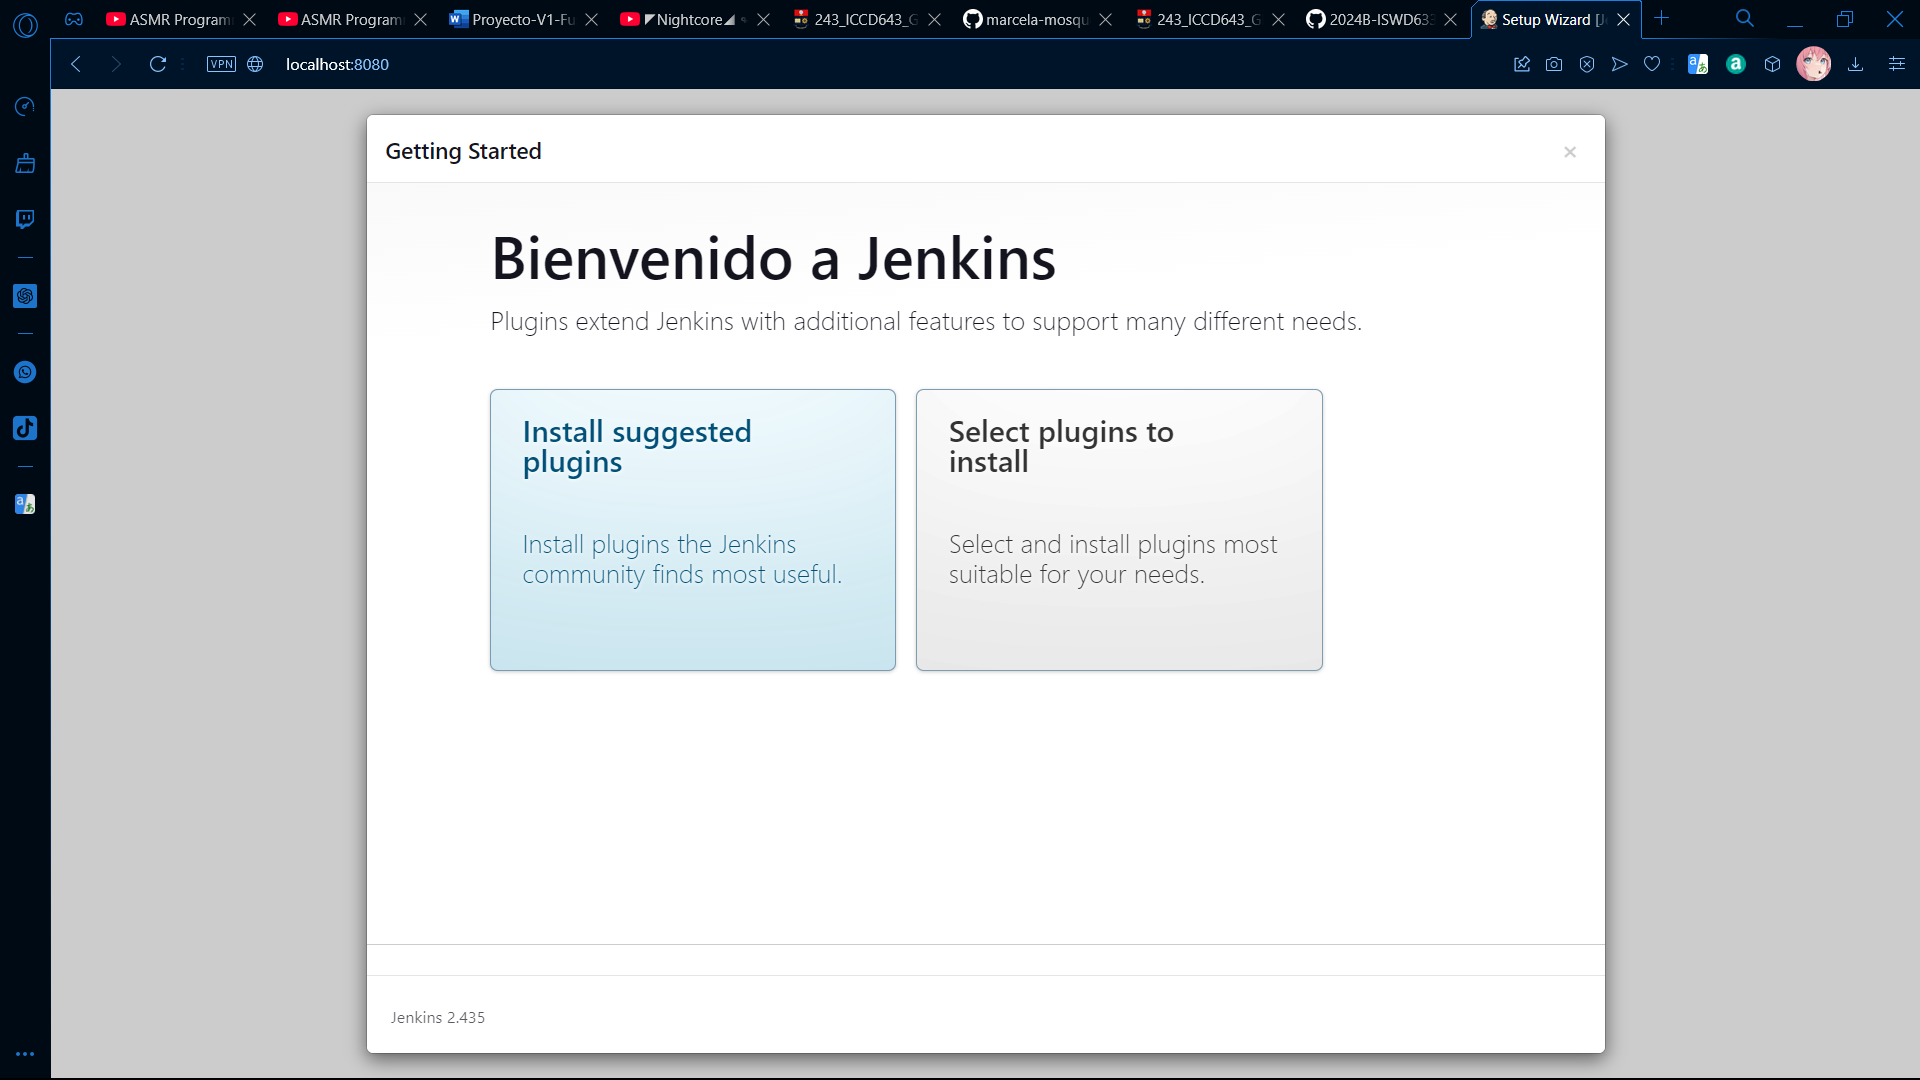 ASMR Program
ASMR Program
Proyecto-V1-Fu
◤Nightcore◢
243_ICCD643_G
marcela-mosqu
243_ICCD643_G
2024B-ISWD633
Setup Wizard [J
VPN
localhost:8080
Getting Started
×
Bienvenido a Jenkins
Plugins extend Jenkins with additional features to support many different needs.
Install suggested
plugins
Install plugins the Jenkins
community finds most useful.
Select plugins to
install
Select and install plugins most
suitable for your needs.
Jenkins 2.435